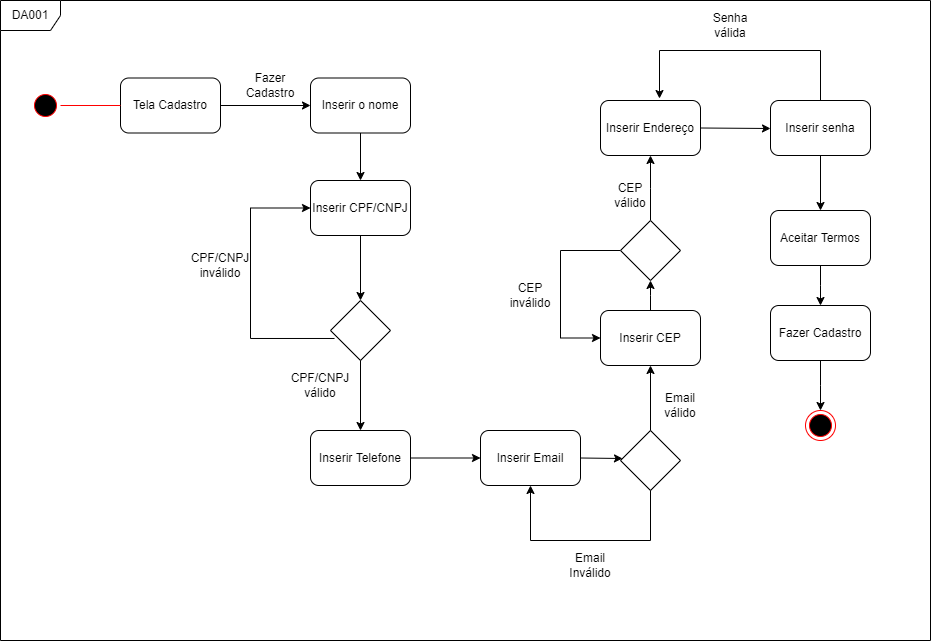 DA001
Tela Cadastro
Fazer
Cadastro
Inserir o nome
Inserir CPF/CNPJ
CPF/CNPJ
inválido
CPF/CNPJ
válido
Inserir Telefone
Inserir Email
Email
Inválido
Email
válido
Inserir CEP
CEP
inválido
CEP
válido
Inserir Endereço
Senha
válida
Inserir senha
Aceitar Termos
Fazer Cadastro